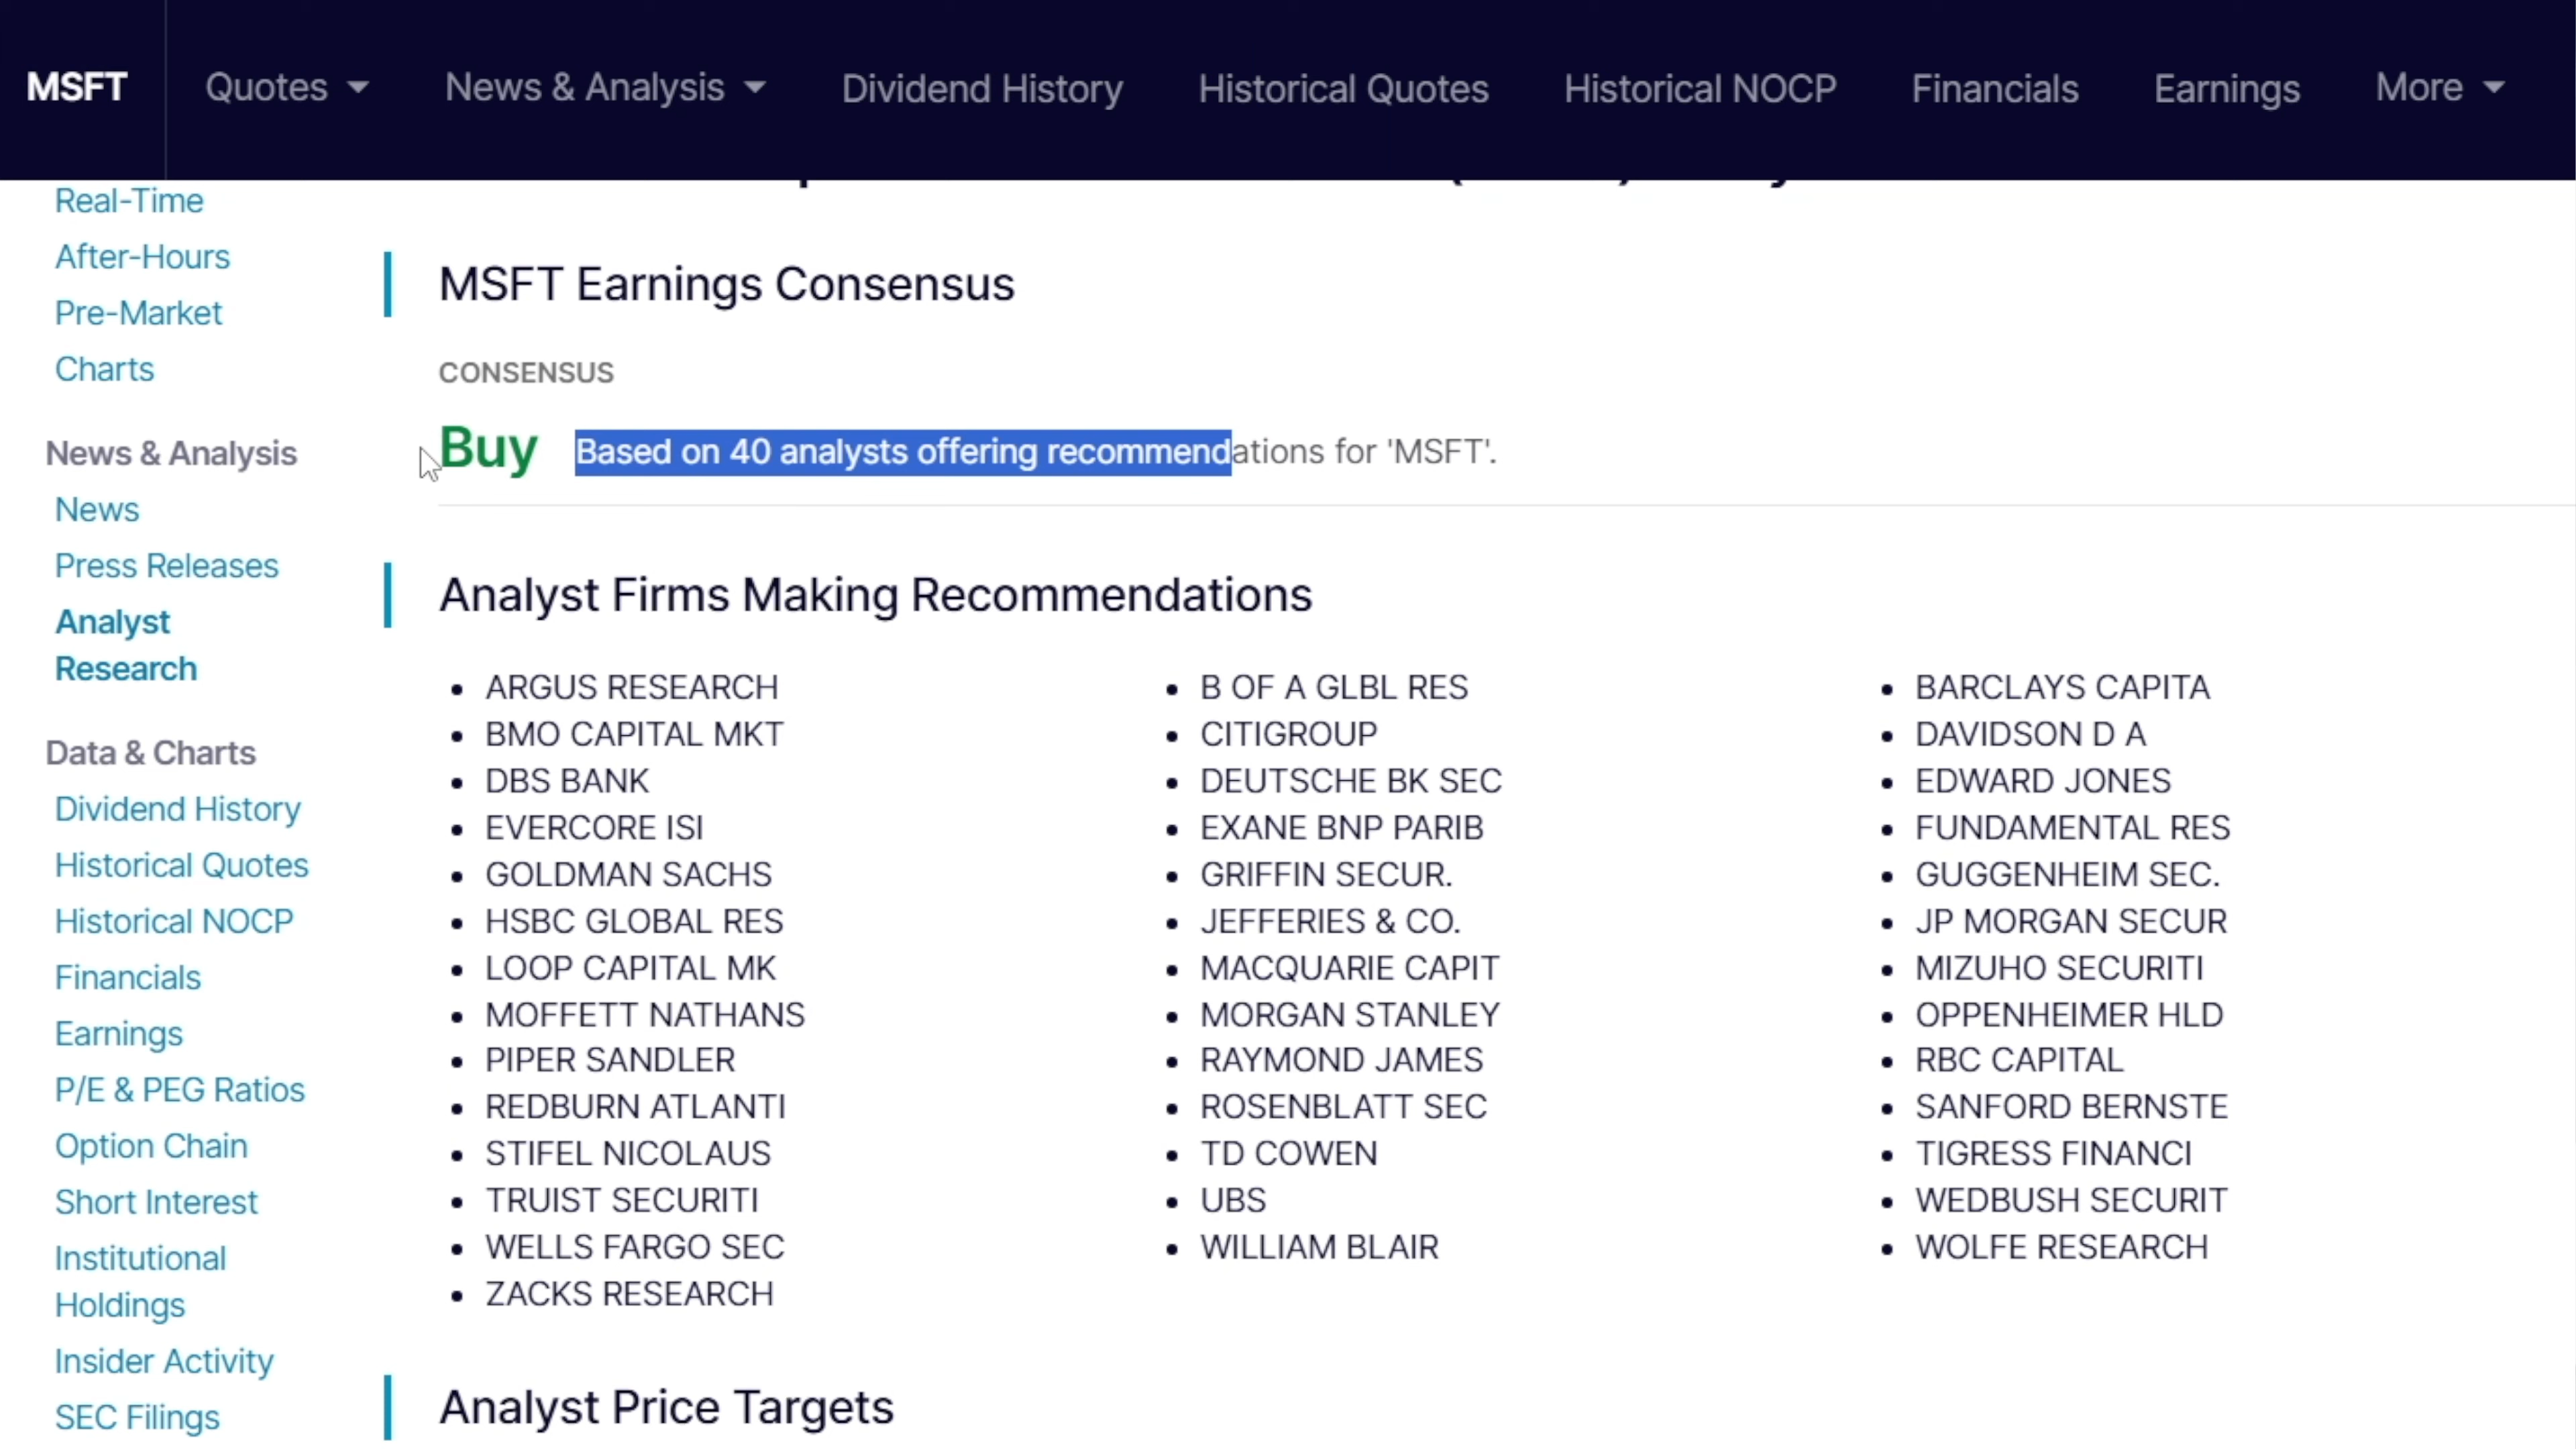 MSFT Quotes News & Analysis Dividend History Historical Quotes Historical NOCP Financials Earnings More
Real-Time
After-Hours
Pre-Market
Charts
News & Analysis
News
Press Releases
Analyst
Research
Data & Charts
Dividend History
Historical Quotes
Historical NOCP
Financials
Earnings
P/E & PEG Ratios
Option Chain
Short Interest
Institutional
Holdings
Insider Activity
SEC Filings
MSFT Earnings Consensus
CONSENSUS
Buy Based on 40 analysts offering recommendations for 'MSFT'.
Analyst Firms Making Recommendations
ARGUS RESEARCH B OF A GLBL RES BARCLAYS CAPITA
BMO CAPITAL MKT CITIGROUP DAVIDSON D A
DBS BANK DEUTSCHE BK SEC EDWARD JONES
EVERCORE ISI EXANE BNP PARIB FUNDAMENTAL RES
GOLDMAN SACHS GRIFFIN SECUR. GUGGENHEIM SEC.
HSBC GLOBAL RES JEFFERIES & CO. JP MORGAN SECUR
LOOP CAPITAL MK MACQUARIE CAPIT MIZUHO SECURITI
MOFFETT NATHANS MORGAN STANLEY OPPENHEIMER HLD
PIPER SANDLER RAYMOND JAMES RBC CAPITAL
REDBURN ATLANTI ROSENBLATT SEC SANFORD BERNSTE
STIFEL NICOLAUS TD COWEN TIGRESS FINANCI
TRUIST SECURITI UBS WEDBUSH SECURIT
WELLS FARGO SEC WILLIAM BLAIR WOLFE RESEARCH
ZACKS RESEARCH
Analyst Price Targets